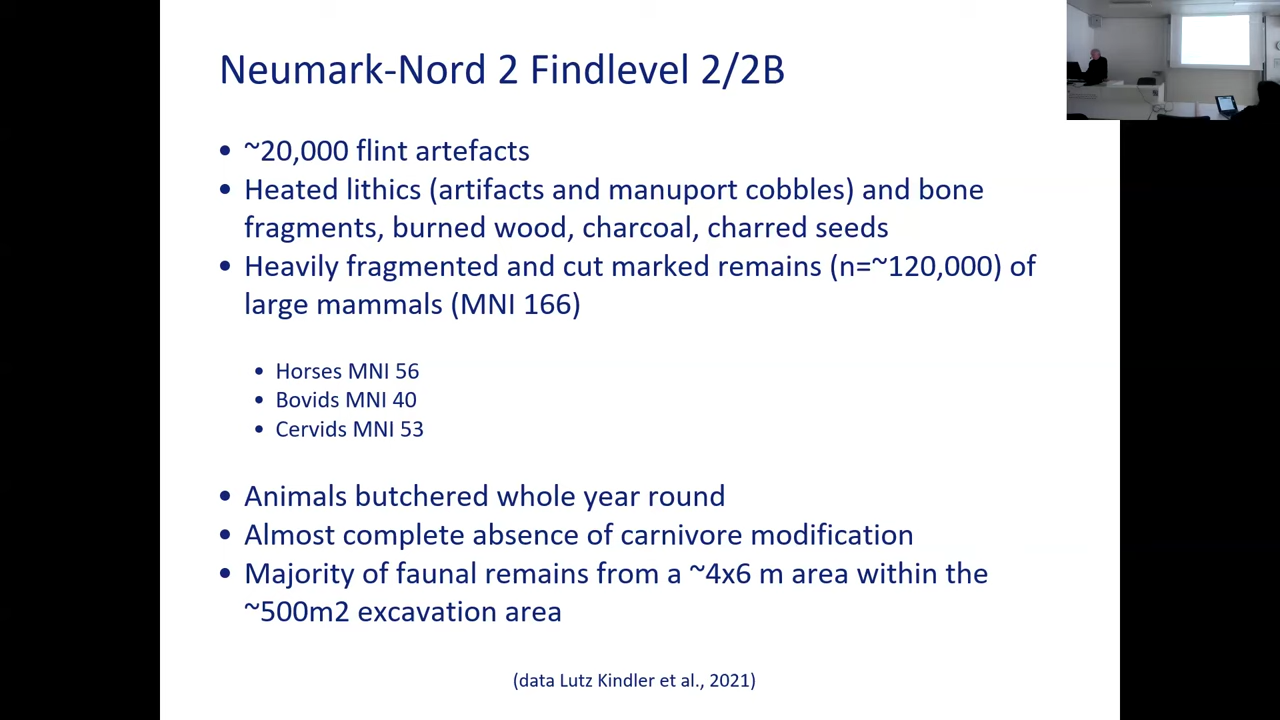 Neumark-Nord 2 Findlevel 2/2B
• ~20,000 flint artefacts
• Heated lithics (artifacts and manuport cobbles) and bone
fragments, burned wood, charcoal, charred seeds
• Heavily fragmented and cut marked remains (n=~120,000) of
large mammals (MNI 166)
• Horses MNI 56
• Bovids MNI 40
• Cervids MNI 53
• Animals butchered whole year round
• Almost complete absence of carnivore modification
• Majority of faunal remains from a ~4x6 m area within the
~500m2 excavation area
(data Lutz Kindler et al., 2021)